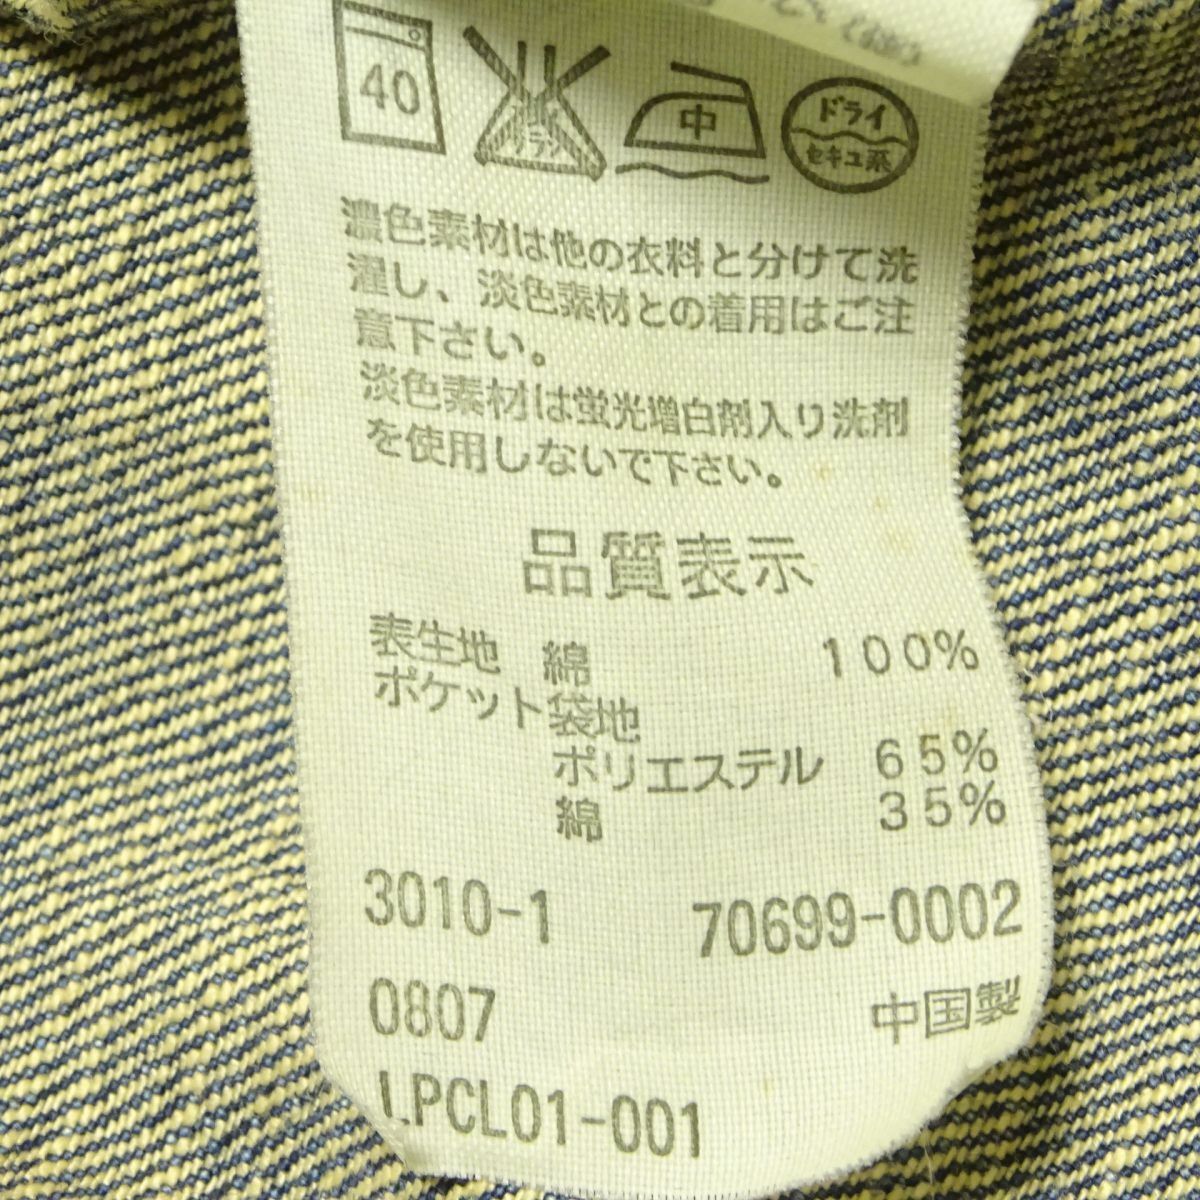 40
中
ドライ
セキユ系
濃色素材は他の衣料と分けて洗
濯し、淡色素材との着用はご注
意下さい。
淡色素材は蛍光増白剤入り洗剤
を使用しないで下さい。
品質表示
表生地 綿 100%
ポケット袋地
ポリエステル 65%
綿 35%
3010-1 70699-0002
0807 中国製
LPCL01-001